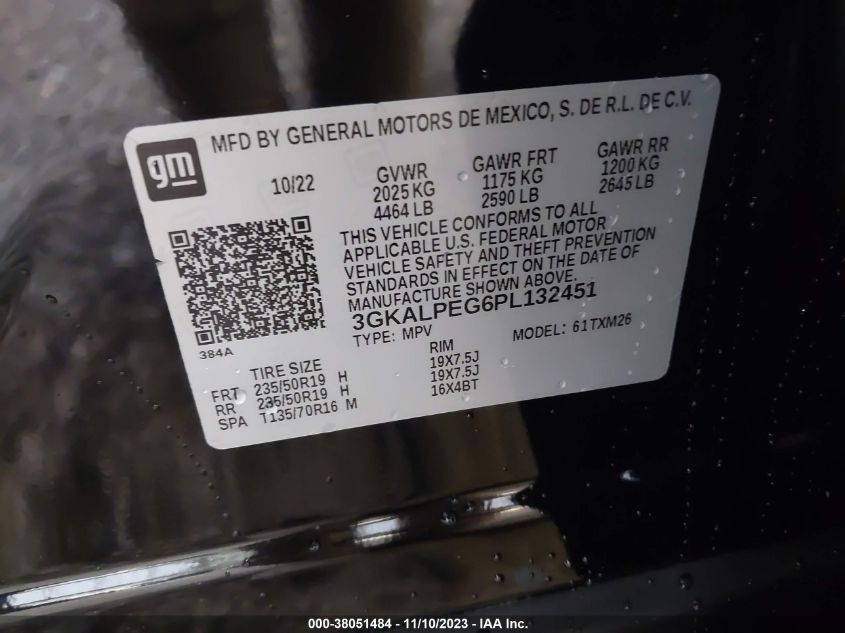 gm
MFD BY GENERAL MOTORS DE MEXICO, S. DE R.L. DE C.V.
10/22
GVWR
2025 KG
4464 LB
GAWR FRT
1175 KG
2590 LB
GAWR RR
1200 KG
2645 LB
THIS VEHICLE CONFORMS TO ALL
APPLICABLE U.S. FEDERAL MOTOR
VEHICLE SAFETY AND THEFT PREVENTION
STANDARDS IN EFFECT ON THE DATE OF
MANUFACTURE SHOWN ABOVE.
3GKALPEG6PL132451
TYPE: MPV MODEL: 61TXM26
384A
TIRE SIZE RIM
FRT 235/50R19 H 19X7.5J
RR 235/50R19 H 19X7.5J
SPA T135/70R16 M 16X4BT
000-38051484 - 11/10/2023 - IAA Inc.